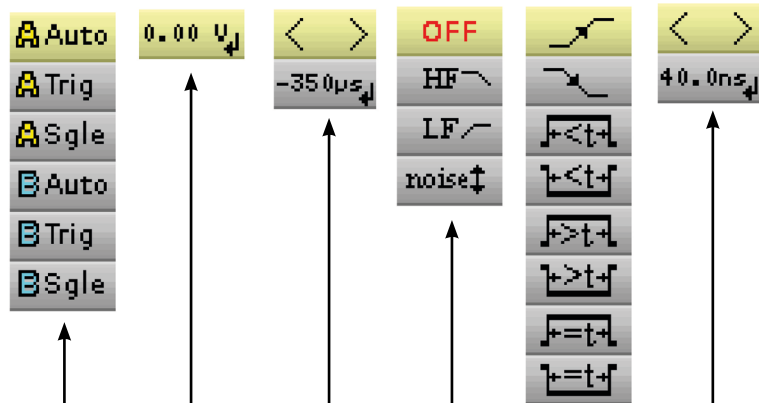 A Auto
A Trig
A Sgle
B Auto
B Trig
B Sgle
0.00 V
< >
-350µs
OFF
HF
LF
noise
<t
<t
>t
>t
=t
=t
< >
40.0ns